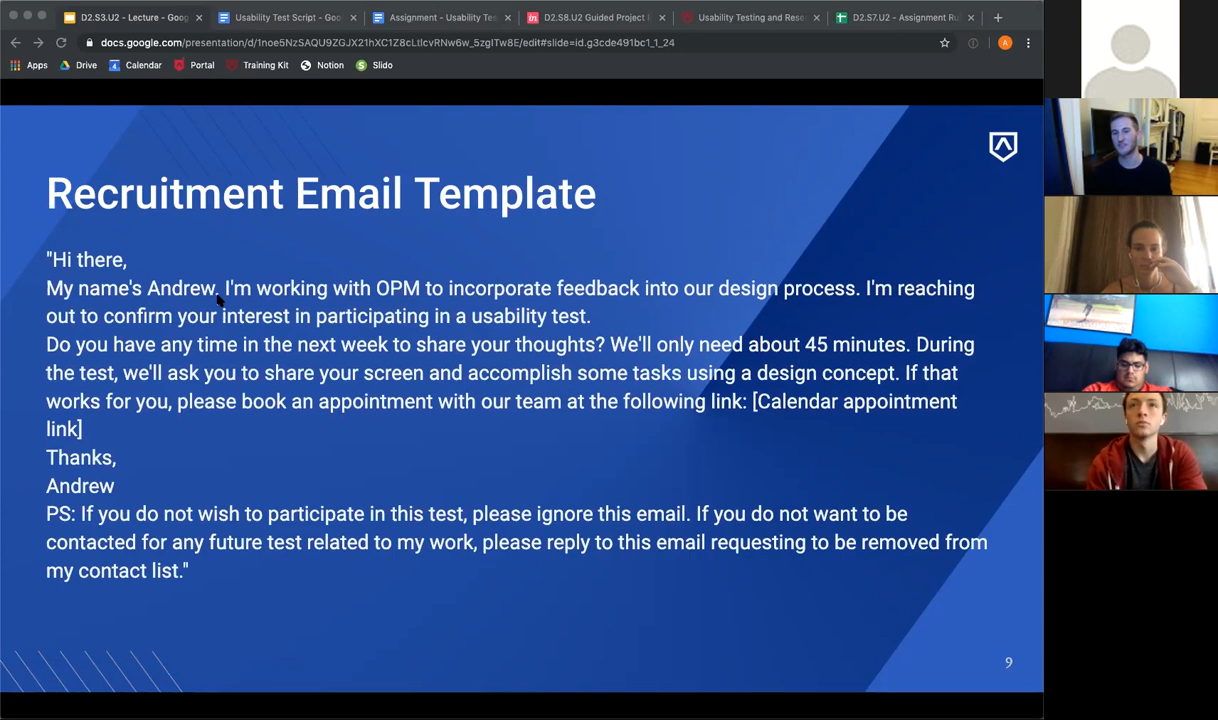 D2.S3.U2 - Lecture - Goo
Usability Test Script - Goo
Assignment - Usability Tes
D2.S8.U2 Guided Project
Usability Testing and Rese
D2.S7.U2 - Assignment Ru
docs.google.com/presentation/d/
Apps
Drive
Calendar
Portal
Training Kit
Notion
Slido
Recruitment Email Template
"Hi there,
My name's Andrew. I'm working with OPM to incorporate feedback into our design process. I'm reaching
out to confirm your interest in participating in a usability test.
Do you have any time in the next week to share your thoughts? We'll only need about 45 minutes. During
the test, we'll ask you to share your screen and accomplish some tasks using a design concept. If that
works for you, please book an appointment with our team at the following link: [Calendar appointment
link]
Thanks,
Andrew
PS: If you do not wish to participate in this test, please ignore this email. If you do not want to be
contacted for any future test related to my work, please reply to this email requesting to be removed from
my contact list."
9